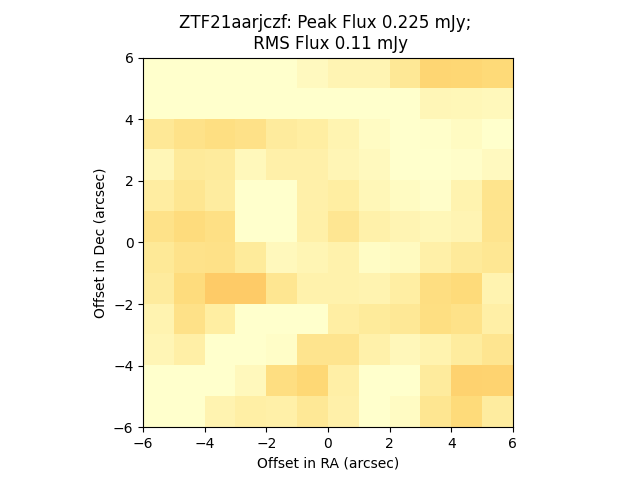 ZTF21aarjczf: Peak Flux 0.225 mJy;
RMS Flux 0.11 mJy
6
4
2
0
−2
−4
−6
Offset in Dec (arcsec)
−6 −4 −2 0 2 4 6
Offset in RA (arcsec)